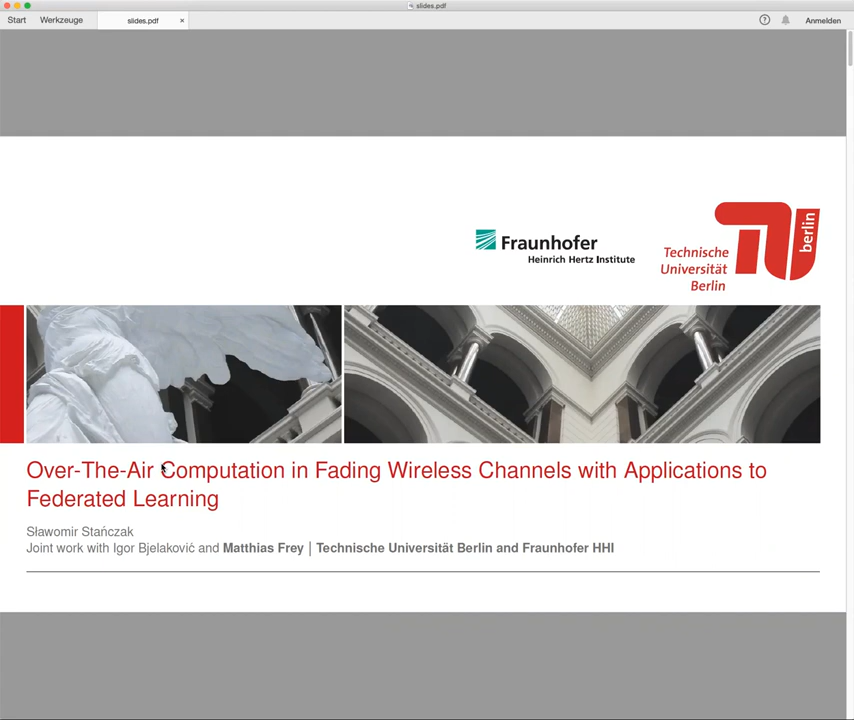 slides.pdf
Start Werkzeuge slides.pdf × ? Anmelden
Fraunhofer
Heinrich Hertz Institute
Technische
Universität
Berlin
berlin
Over-The-Air Computation in Fading Wireless Channels with Applications to
Federated Learning
Sławomir Stańczak
Joint work with Igor Bjelaković and Matthias Frey | Technische Universität Berlin and Fraunhofer HHI